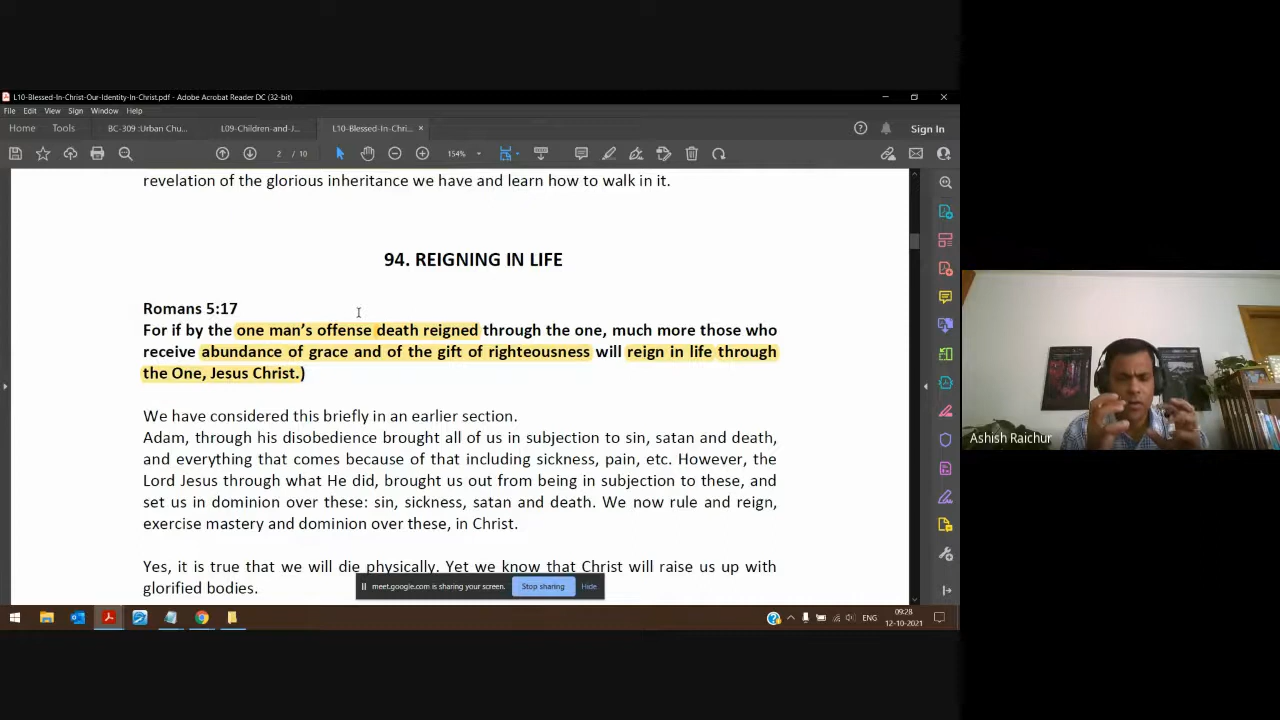 L10-Blessed-In-Christ-Our-Identity-In-Christ.pdf - Adobe Acrobat Reader DC (32-bit)
File Edit View Sign Window Help
Home Tools BC-309 :Urban Chu... L09-Children-and-J... L10-Blessed-In-Chri... × Sign In
2 / 10 154%
revelation of the glorious inheritance we have and learn how to walk in it.
94. REIGNING IN LIFE
Romans 5:17
For if by the one man’s offense death reigned through the one, much more those who
receive abundance of grace and of the gift of righteousness will reign in life through
the One, Jesus Christ.)
We have considered this briefly in an earlier section.
Adam, through his disobedience brought all of us in subjection to sin, satan and death,
and everything that comes because of that including sickness, pain, etc. However, the
Lord Jesus through what He did, brought us out from being in subjection to these, and
set us in dominion over these: sin, sickness, satan and death. We now rule and reign,
exercise mastery and dominion over these, in Christ.
Yes, it is true that we will die physically. Yet we know that Christ will raise us up with
glorified bodies.
meet.google.com is sharing your screen. Stop sharing Hide
Ashish Raichur
ENG
09:28
12-10-2021